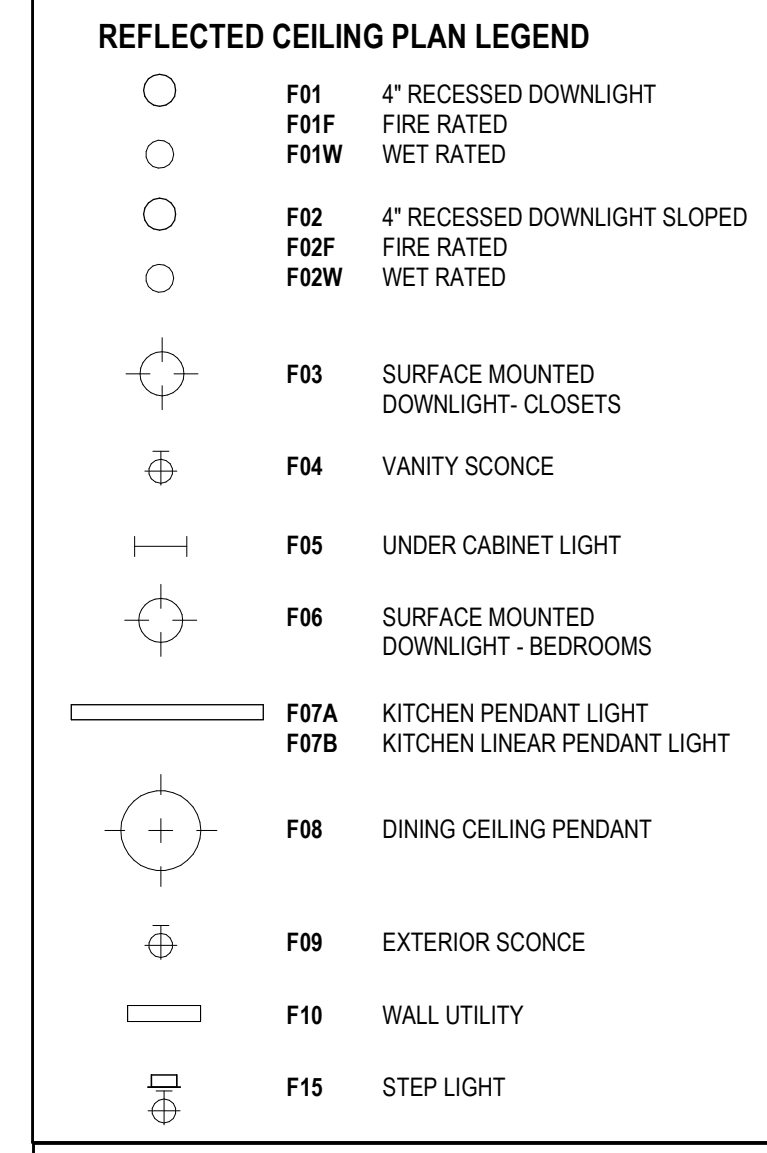 REFLECTED CEILING PLAN LEGEND
F01 4" RECESSED DOWNLIGHT
F01F FIRE RATED
F01W WET RATED
F02 4" RECESSED DOWNLIGHT SLOPED
F02F FIRE RATED
F02W WET RATED
F03 SURFACE MOUNTED
DOWNLIGHT- CLOSETS
F04 VANITY SCONCE
F05 UNDER CABINET LIGHT
F06 SURFACE MOUNTED
DOWNLIGHT - BEDROOMS
F07A KITCHEN PENDANT LIGHT
F07B KITCHEN LINEAR PENDANT LIGHT
F08 DINING CEILING PENDANT
F09 EXTERIOR SCONCE
F10 WALL UTILITY
F15 STEP LIGHT